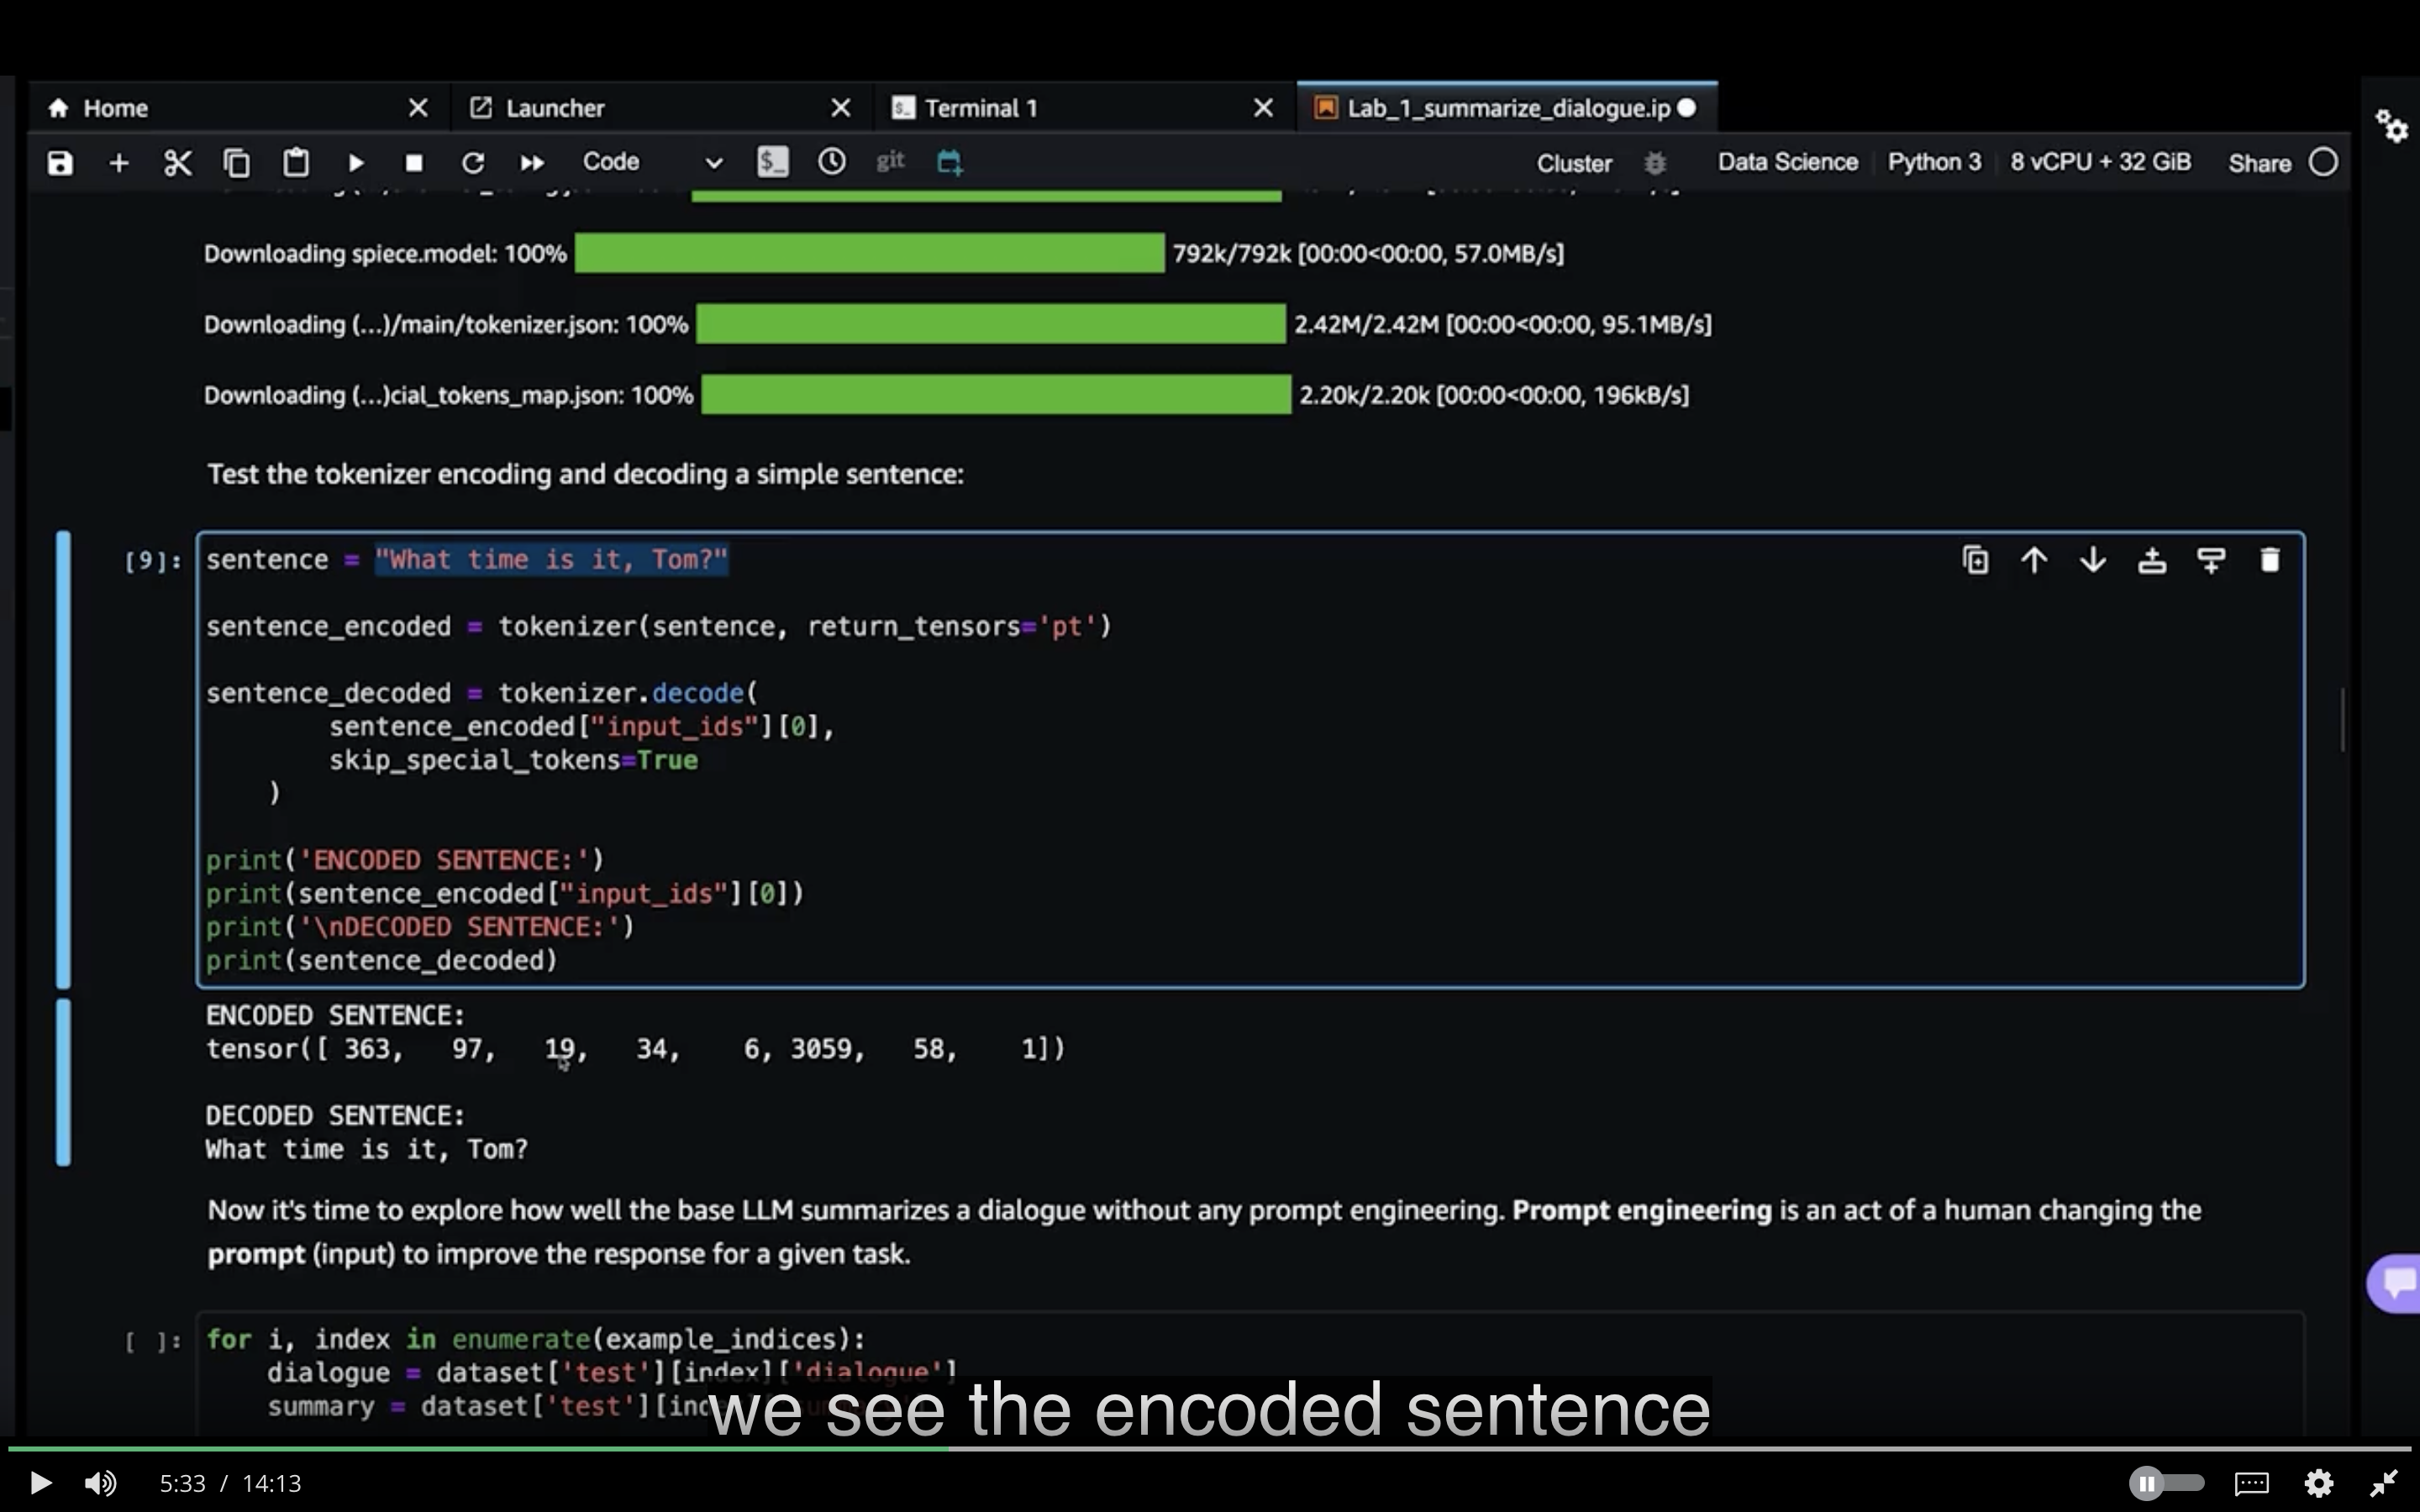 Home
Launcher
Terminal 1
Lab_1_summarize_dialogue.ip
Code
git
Cluster
Data Science
Python 3
8 vCPU + 32 GiB
Share
Downloading spiece.model: 100% 792k/792k [00:00<00:00, 57.0MB/s]
Downloading (...)/main/tokenizer.json: 100% 2.42M/2.42M [00:00<00:00, 95.1MB/s]
Downloading (...)cial_tokens_map.json: 100% 2.20k/2.20k [00:00<00:00, 196kB/s]
Test the tokenizer encoding and decoding a simple sentence:
[9]: sentence = "What time is it, Tom?"
sentence_encoded = tokenizer(sentence, return_tensors='pt')
sentence_decoded = tokenizer.decode(
sentence_encoded["input_ids"][0],
skip_special_tokens=True
)
print('ENCODED SENTENCE:')
print(sentence_encoded["input_ids"][0])
print('\nDECODED SENTENCE:')
print(sentence_decoded)
ENCODED SENTENCE:
tensor([ 363, 97, 19, 34, 6, 3059, 58, 1])
DECODED SENTENCE:
What time is it, Tom?
Now it's time to explore how well the base LLM summarizes a dialogue without any prompt engineering. Prompt engineering is an act of a human changing the
prompt (input) to improve the response for a given task.
[ ]: for i, index in enumerate(example_indices):
dialogue = dataset['test'][index]['dialogue']
summary = dataset['test'][ind
we see the encoded sentence
5:33 / 14:13